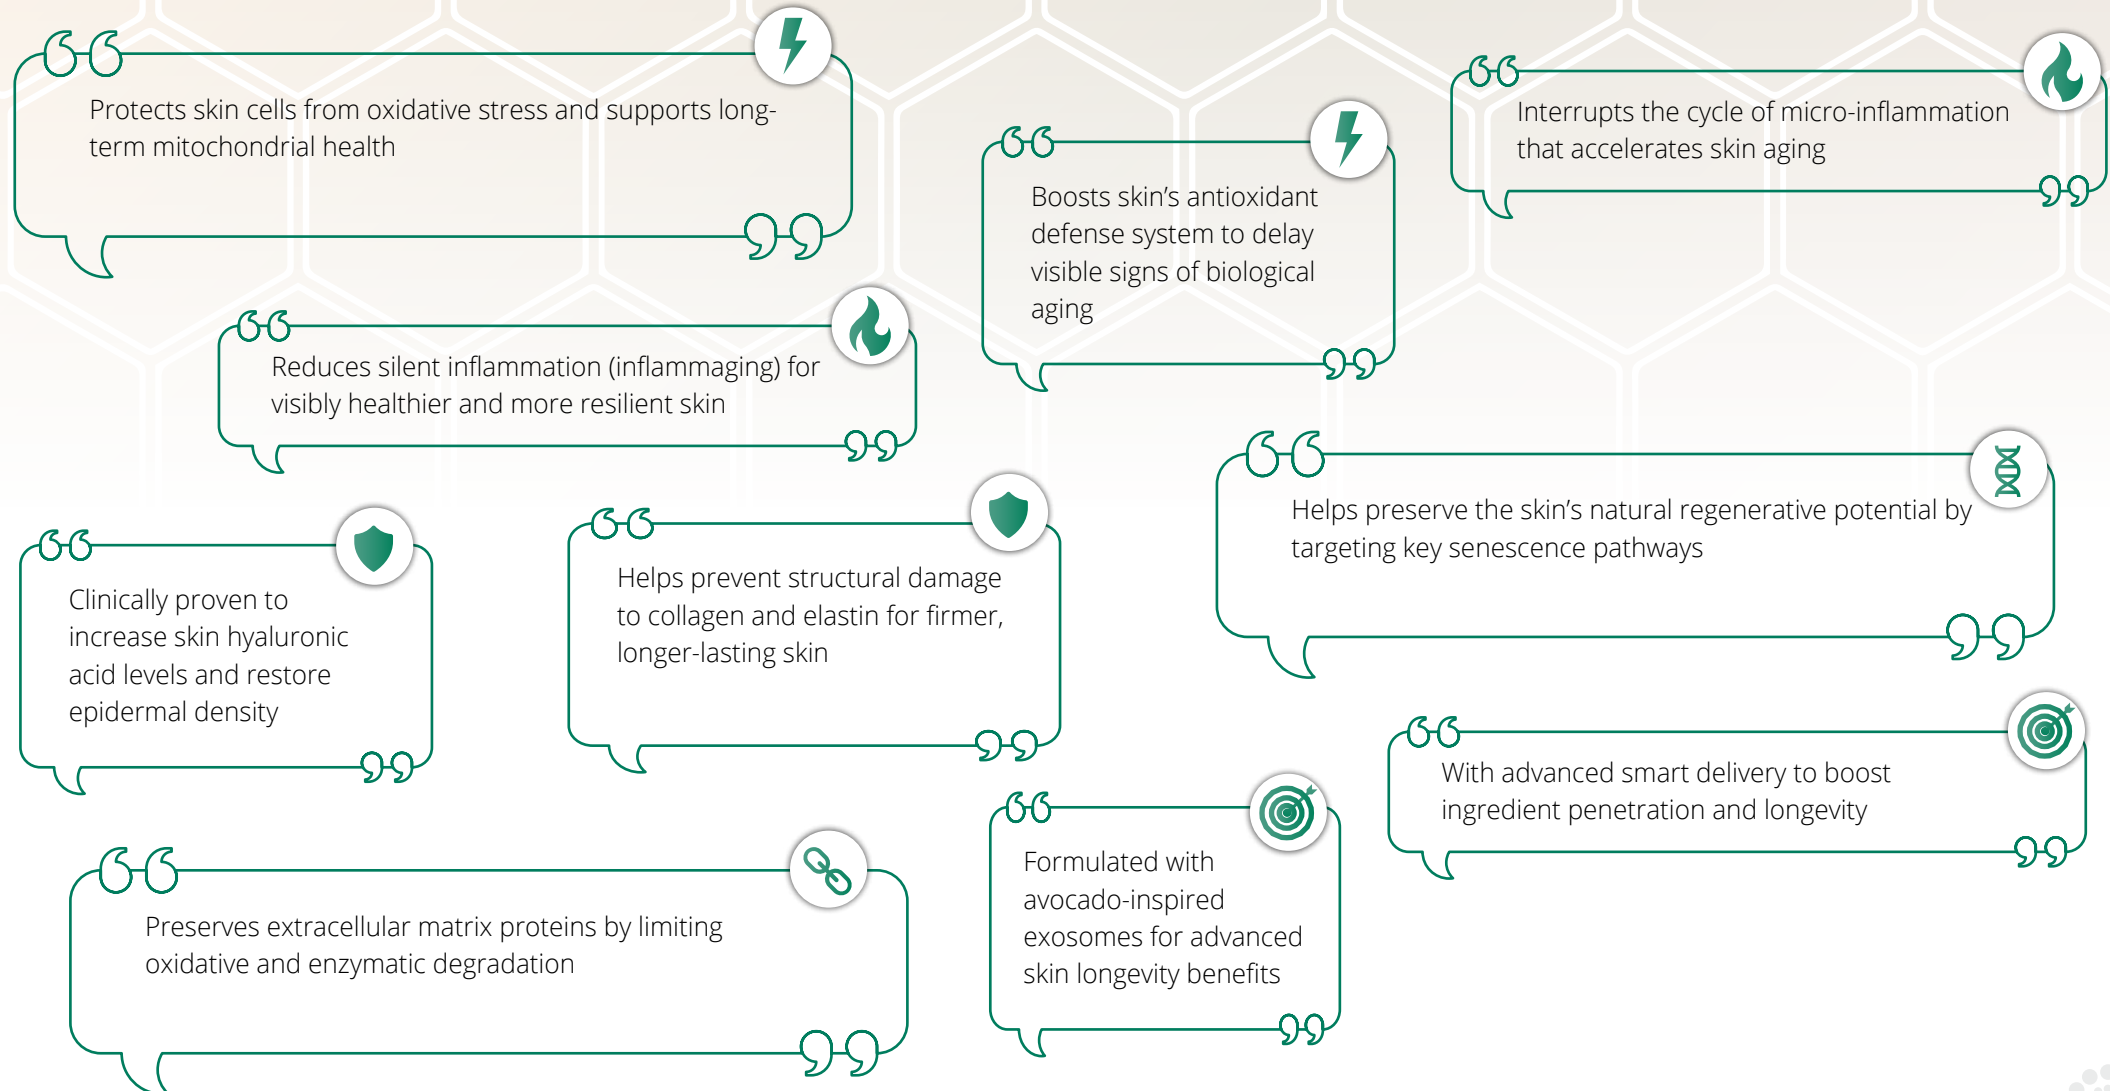 Protects skin cells from oxidative stress and supports long-
term mitochondrial health
Boosts skin’s antioxidant
defense system to delay
visible signs of biological
aging
Interrupts the cycle of micro-inflammation
that accelerates skin aging
Reduces silent inflammation (inflammaging) for
visibly healthier and more resilient skin
Clinically proven to
increase skin hyaluronic
acid levels and restore
epidermal density
Helps prevent structural damage
to collagen and elastin for firmer,
longer-lasting skin
Helps preserve the skin’s natural regenerative potential by
targeting key senescence pathways
With advanced smart delivery to boost
ingredient penetration and longevity
Formulated with
avocado-inspired
exosomes for advanced
skin longevity benefits
Preserves extracellular matrix proteins by limiting
oxidative and enzymatic degradation